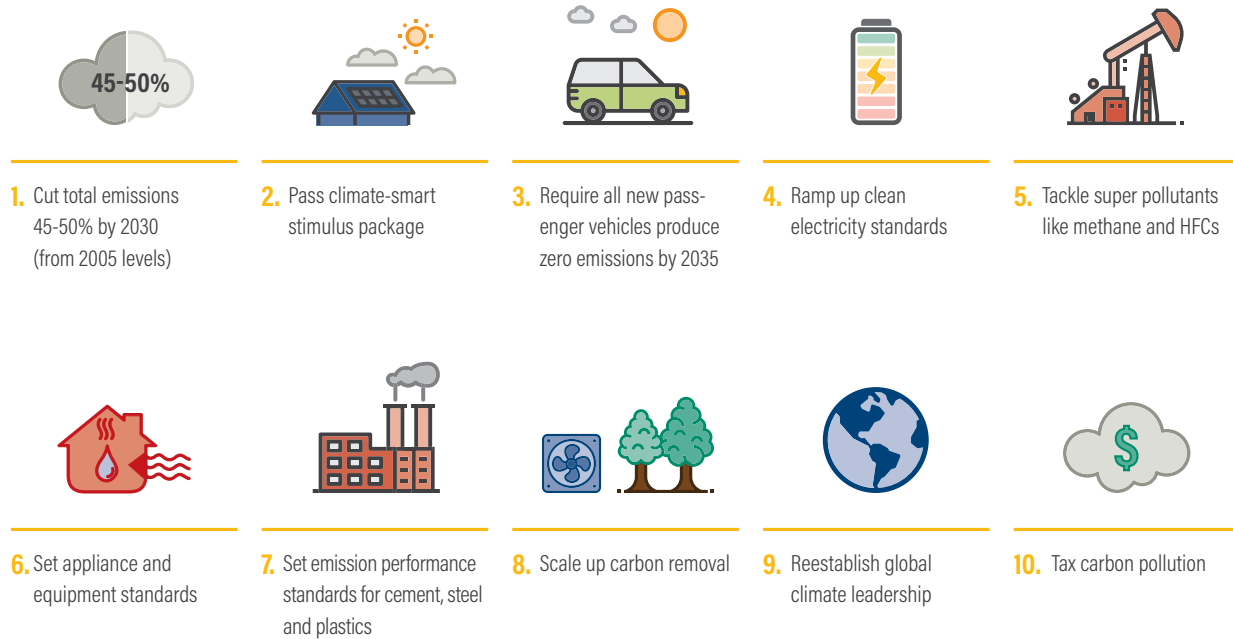 45-50%
1. Cut total emissions
45-50% by 2030
(from 2005 levels)
2. Pass climate-smart
stimulus package
3. Require all new pass-
enger vehicles produce
zero emissions by 2035
4. Ramp up clean
electricity standards
5. Tackle super pollutants
like methane and HFCs
6. Set appliance and
equipment standards
7. Set emission performance
standards for cement, steel
and plastics
8. Scale up carbon removal
9. Reestablish global
climate leadership
$
10. Tax carbon pollution